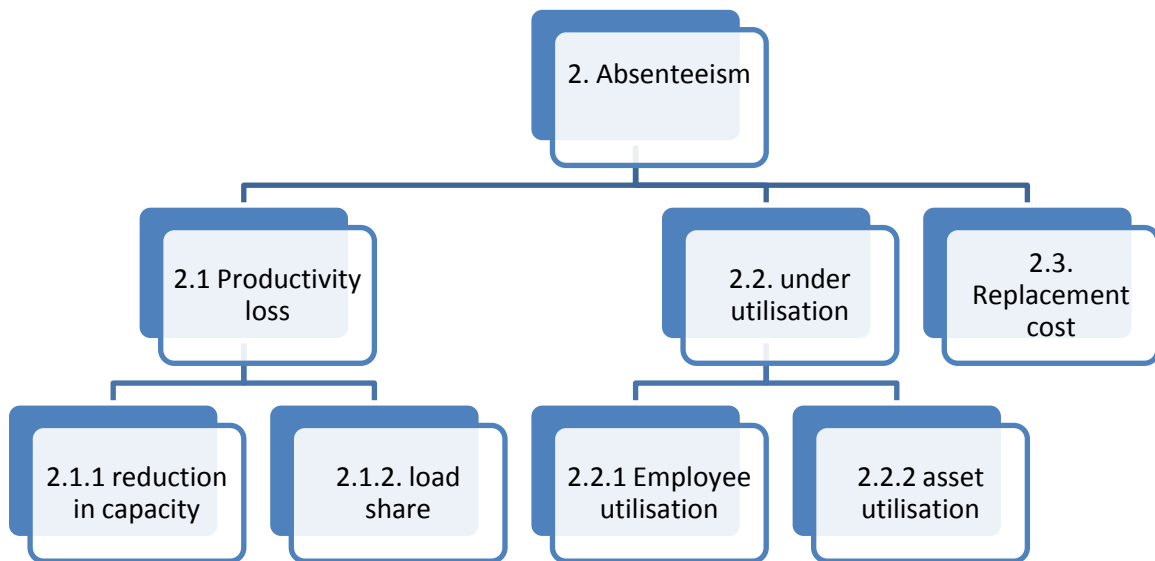 2. Absenteeism
2.1 Productivity
loss
2.2. under
utilisation
2.3.
Replacement
cost
2.1.1 reduction
in capacity
2.1.2. load
share
2.2.1 Employee
utilisation
2.2.2 asset
utilisation